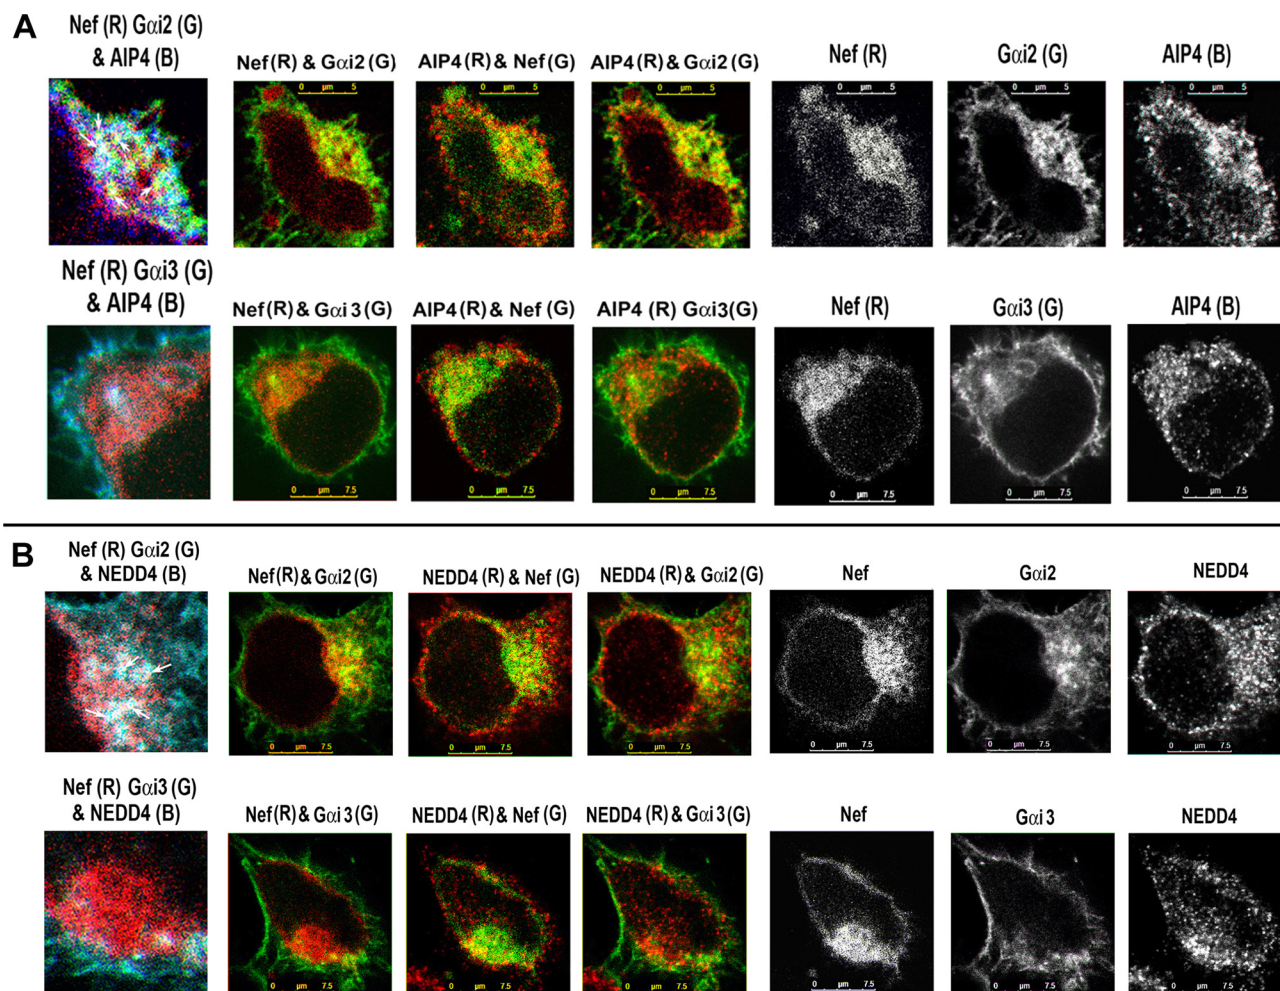 A
Nef (R) Gαi2 (G)
& AIP4 (B)
Nef (R) & Gαi2 (G)
AIP4 (R) & Nef (G)
AIP4 (R) & Gαi2 (G)
Nef (R)
Gαi2 (G)
AIP4 (B)
0 μm 5
0 μm 5
0 μm 5
0 μm 5
0 μm 5
0 μm 5
Nef (R) Gαi3 (G)
& AIP4 (B)
Nef (R) & Gαi 3 (G)
AIP4 (R) & Nef (G)
AIP4 (R) Gαi3(G)
Nef (R)
Gαi3 (G)
AIP4 (B)
0 μm 7.5
0 μm 7.5
0 μm 7.5
0 μm 7.5
0 μm 7.5
0 μm 7.5
B
Nef (R) Gαi2 (G)
& NEDD4 (B)
Nef (R) & Gαi2 (G)
NEDD4 (R) & Nef (G)
NEDD4 (R) & Gαi2 (G)
Nef
Gαi2
NEDD4
0 μm 7.5
0 μm 7.5
0 μm 7.5
0 μm 7.5
0 μm 7.5
0 μm 7.5
Nef (R) Gαi3 (G)
& NEDD4 (B)
Nef (R) & Gαi 3 (G)
NEDD4 (R) & Nef (G)
NEDD4 (R) & Gαi 3 (G)
Nef
Gαi 3
NEDD4
0 μm 7.5
0 μm 7.5
0 μm 7.5
0 μm 7.5
0 μm 7.5
0 μm 7.5